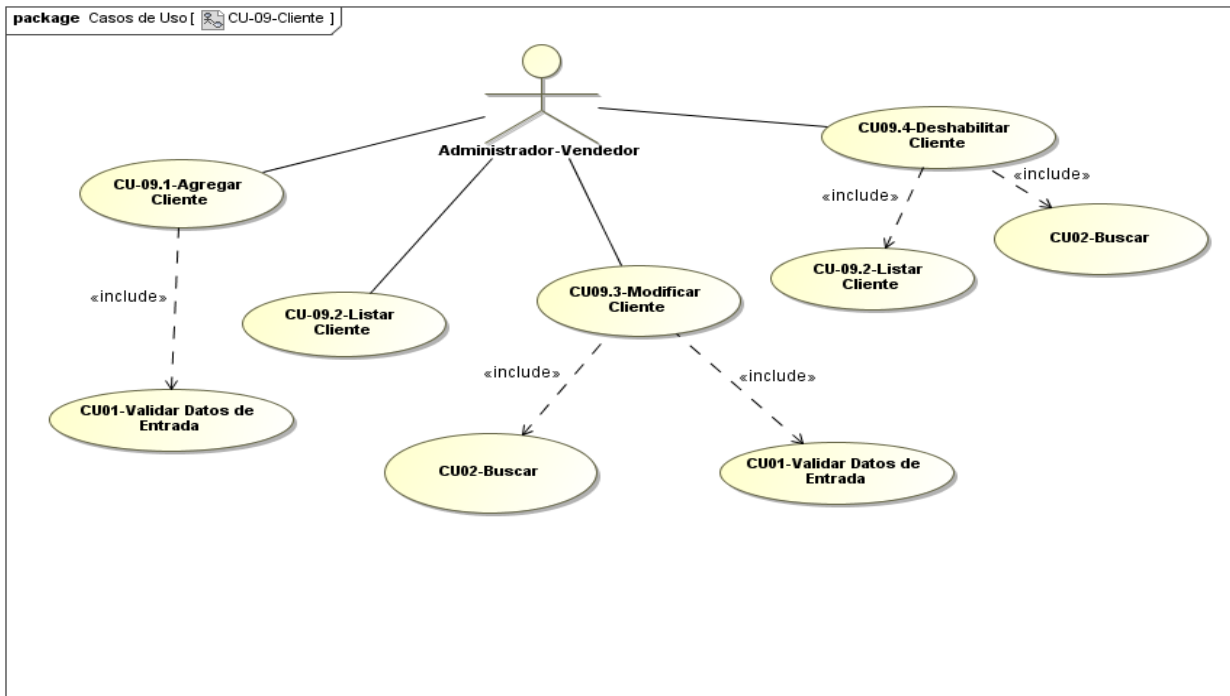 package Casos de Uso [ CU-09-Cliente ]
Administrador-Vendedor
CU09.4-Deshabilitar
Cliente
CU-09.1-Agregar
Cliente
«include»
«include»
CU02-Buscar
CU-09.2-Listar
Cliente
«include»
CU09.3-Modificar
Cliente
CU-09.2-Listar
Cliente
«include»
«include»
CU01-Validar Datos de
Entrada
CU02-Buscar
CU01-Validar Datos de
Entrada